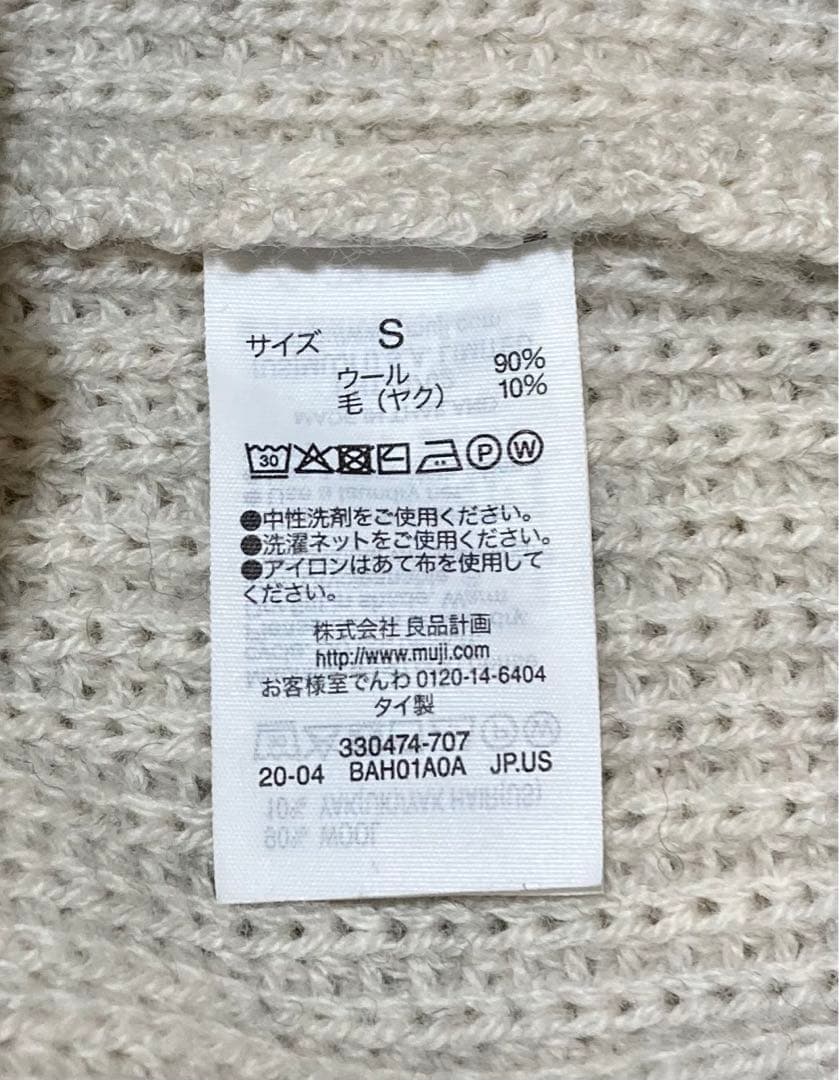 サイズ S
ウール 90%
毛（ヤク） 10%
30 P W
●中性洗剤をご使用ください。
●洗濯ネットをご使用ください。
●アイロンはあて布を使用して
ください。
株式会社 良品計画
http://www.muji.com
お客様室でんわ 0120-14-6404
タイ製
330474-707
20-04 BAH01A0A JP.US